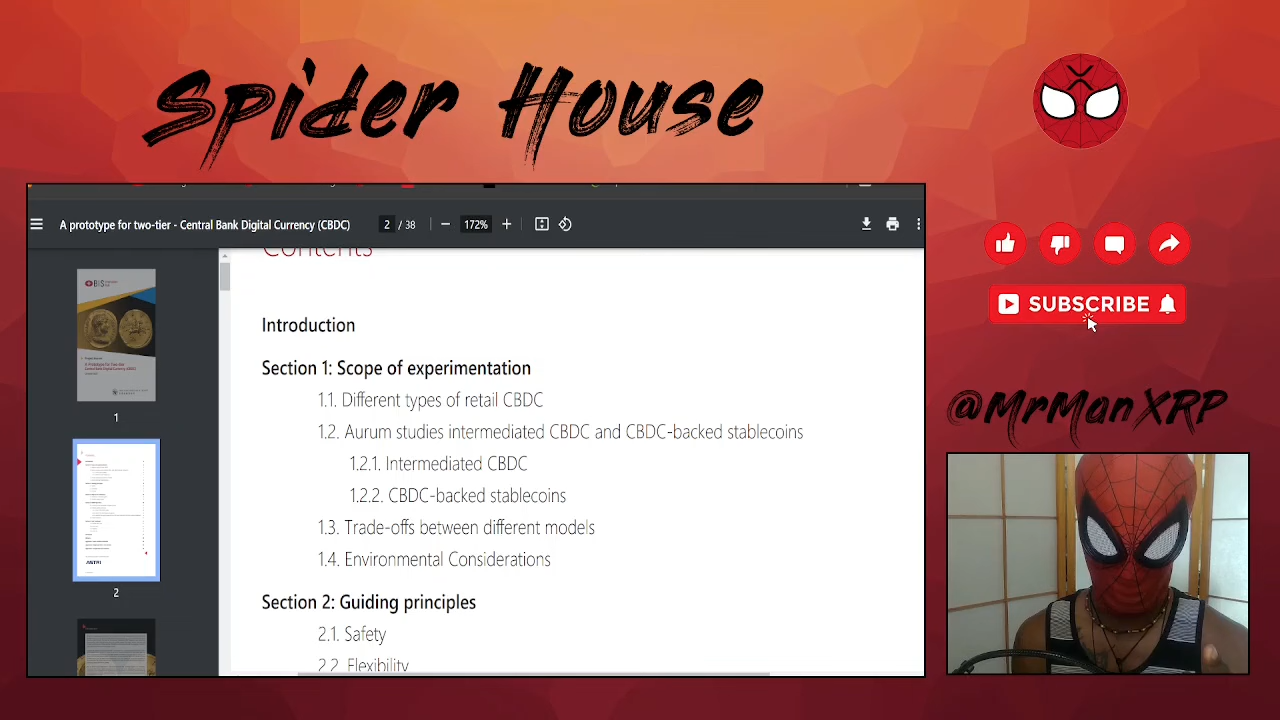 Spider House
A prototype for two-tier - Central Bank Digital Currency (CBDC)
2 / 38
172%
Contents
Introduction
Section 1: Scope of experimentation
1.1. Different types of retail CBDC
1.2. Aurum studies intermediated CBDC and CBDC-backed stablecoins
1.2.1. Intermediated CBDC
1.2.2. CBDC-backed stablecoins
1.3. Trade-offs between different models
1.4. Environmental Considerations
Section 2: Guiding principles
2.1. Safety
2.2. Flexibility
BIS
1
2
SUBSCRIBE
@MrManXRP